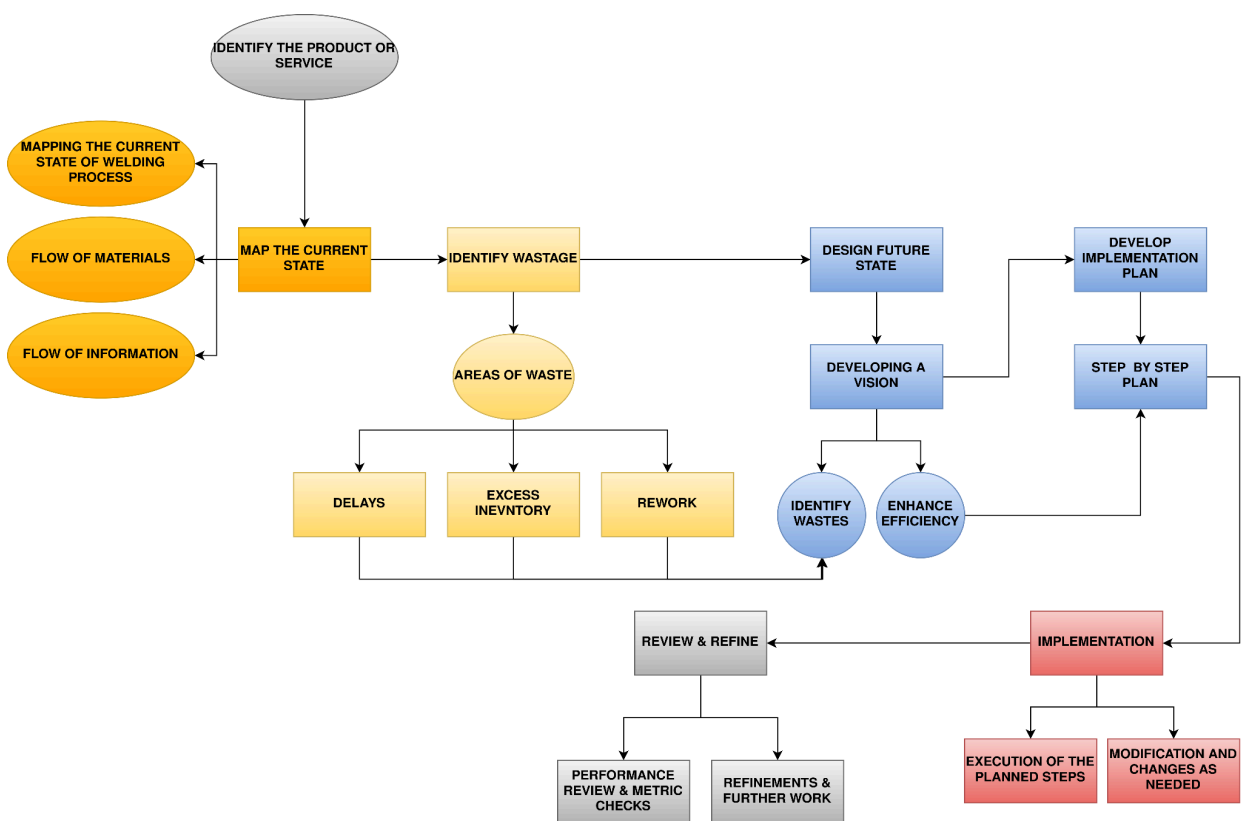 IDENTIFY THE PRODUCT OR
SERVICE
MAPPING THE CURRENT
STATE OF WELDING
PROCESS
FLOW OF MATERIALS
FLOW OF INFORMATION
MAP THE CURRENT
STATE
IDENTIFY WASTAGE
AREAS OF WASTE
DELAYS
EXCESS
INEVNTORY
REWORK
DESIGN FUTURE
STATE
DEVELOPING A
VISION
IDENTIFY
WASTES
ENHANCE
EFFICIENCY
DEVELOP
IMPLEMENTATION
PLAN
STEP BY STEP
PLAN
IMPLEMENTATION
EXECUTION OF THE
PLANNED STEPS
MODIFICATION AND
CHANGES AS
NEEDED
REVIEW & REFINE
PERFORMANCE
REVIEW & METRIC
CHECKS
REFINEMENTS &
FURTHER WORK